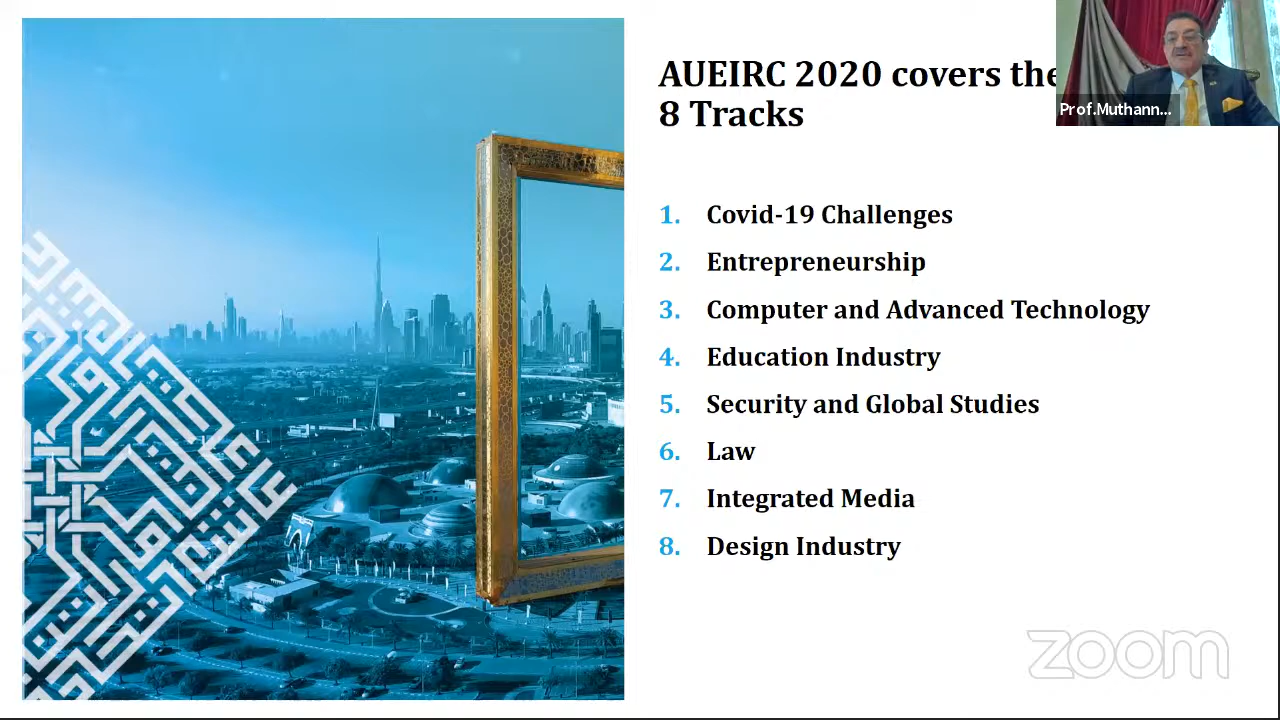 AUEIRC 2020 covers the
8 Tracks
Prof.Muthann...
1. Covid-19 Challenges
2. Entrepreneurship
3. Computer and Advanced Technology
4. Education Industry
5. Security and Global Studies
6. Law
7. Integrated Media
8. Design Industry
zoom